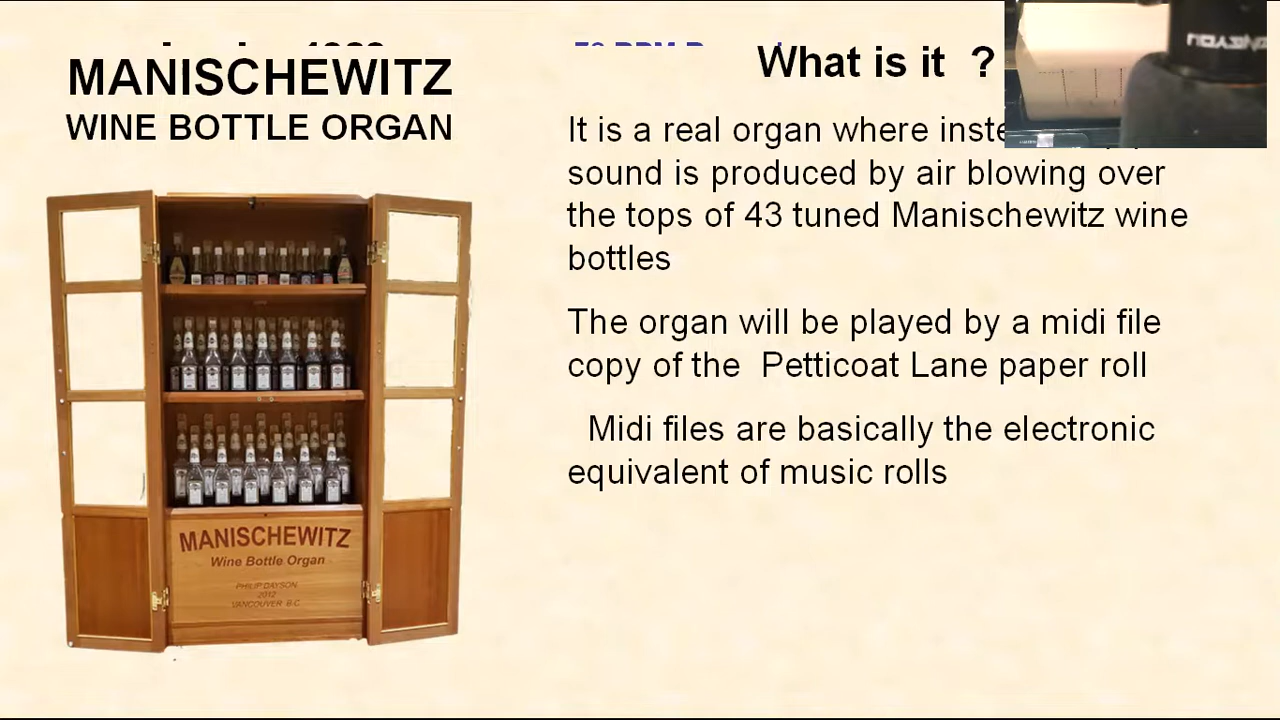 MANISCHEWITZ
WINE BOTTLE ORGAN
MANISCHEWITZ
Wine Bottle Organ
PHILIP DAYSON
2012
VANCOUVER B.C
What is it ?
It is a real organ where
sound is produced by air blowing over
the tops of 43 tuned Manischewitz wine
bottles
The organ will be played by a midi file
copy of the Petticoat Lane paper roll
Midi files are basically the electronic
equivalent of music rolls